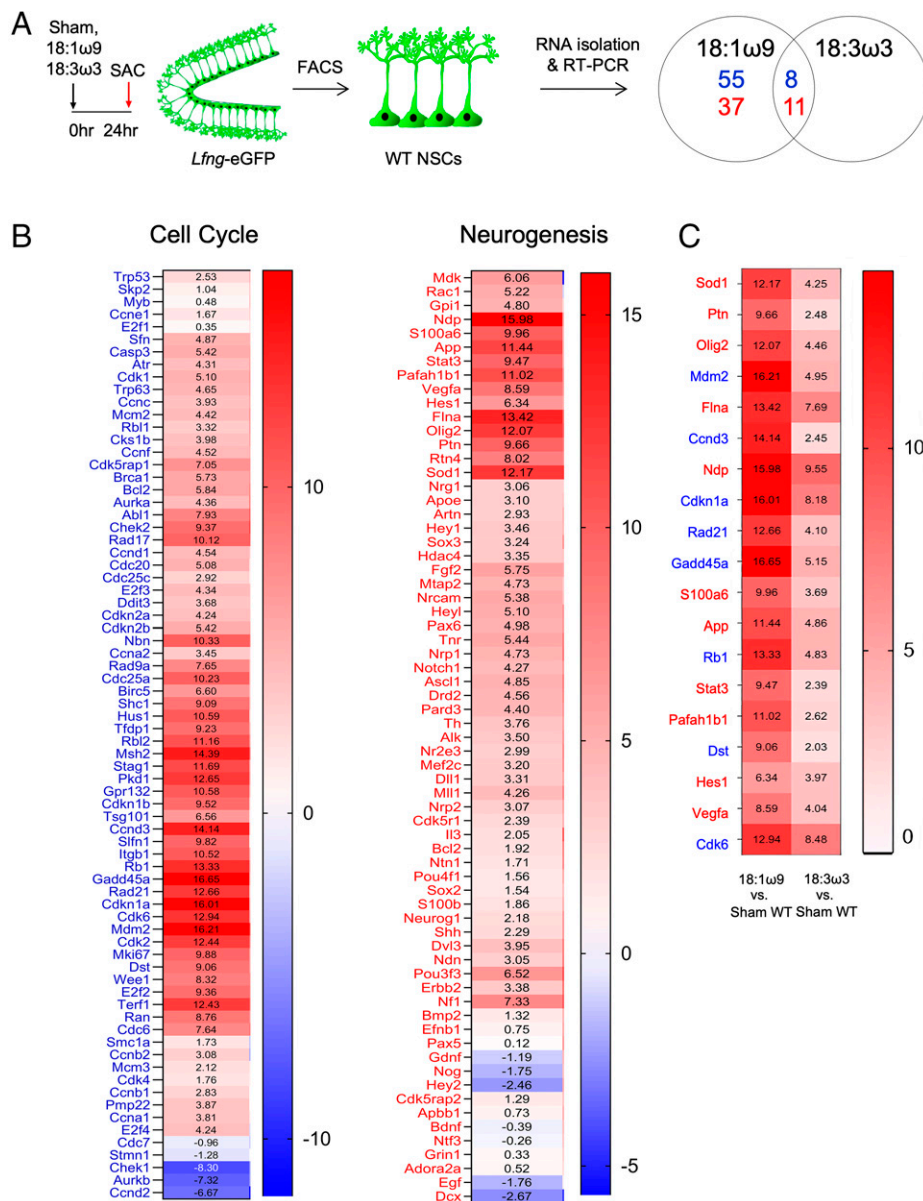 A
Sham,
18:1ω9
18:3ω3
SAC
0hr 24hr
Lfng-eGFP
FACS
WT NSCs
RNA isolation
& RT-PCR
18:1ω9
18:3ω3
55
37
8
11
B
Cell Cycle
Trp53 2.53
Skp2 1.04
Myb 0.48
Ccne1 1.67
E2f1 0.35
Sfn 4.87
Casp3 5.42
Atr 4.31
Cdk1 5.10
Trp63 4.65
Ccnc 3.93
Mcm2 4.42
Rbl1 3.32
Cks1b 3.98
Ccnf 4.52
Cdk5rap1 7.05
Brca1 5.73
Bcl2 5.84
Aurka 4.36
Abl1 7.93
Chek2 9.37
Rad17 10.12
Ccnd1 4.54
Cdc20 5.08
Cdc25c 2.92
E2f3 4.34
Ddit3 3.68
Cdkn2a 4.24
Cdkn2b 5.42
Nbn 10.33
Ccna2 3.45
Rad9a 7.65
Cdc25a 10.23
Birc5 6.60
Shc1 9.09
Hus1 10.59
Tfdp1 9.23
Rbl2 11.16
Msh2 14.39
Stag1 11.69
Pkd1 12.65
Gpr132 10.58
Cdkn1b 9.52
Tsg101 6.56
Ccnd3 14.14
Slfn1 9.82
Itgb1 10.52
Rb1 13.33
Gadd45a 16.65
Rad21 12.66
Cdkn1a 16.01
Cdk6 12.94
Mdm2 16.21
Cdk2 12.44
Mki67 9.88
Dst 9.06
Wee1 8.32
E2f2 9.36
Terf1 12.43
Ran 8.76
Cdc6 7.64
Smc1a 1.73
Ccnb2 3.08
Mcm3 2.12
Cdk4 1.76
Ccnb1 2.83
Pmp22 3.87
Ccna1 3.81
E2f4 4.24
Cdc7 -0.96
Stmn1 -1.28
Chek1 -8.30
Aurkb -7.32
Ccnd2 -6.67
10
0
-10
Neurogenesis
Mdk 6.06
Rac1 5.22
Gpi1 4.80
Ndp 15.98
S100a6 9.96
App 11.44
Stat3 9.47
Pafah1b1 11.02
Vegfa 8.59
Hes1 6.34
Flna 13.42
Olig2 12.07
Ptn 9.66
Rtn4 8.02
Sod1 12.17
Nrg1 3.06
Apoe 3.10
Artn 2.93
Hey1 3.46
Sox3 3.24
Hdac4 3.35
Fgf2 5.75
Mtap2 4.73
Nrcam 5.38
Heyl 5.10
Pax6 4.98
Tnr 5.44
Nrp1 4.73
Notch1 4.27
Ascl1 4.85
Drd2 4.56
Pard3 4.40
Th 3.76
Alk 3.50
Nr2e3 2.99
Mef2c 3.20
Dll1 3.31
Mll1 4.26
Nrp2 3.07
Cdk5r1 2.39
Il3 2.05
Bcl2 1.92
Ntn1 1.71
Pou4f1 1.56
Sox2 1.54
S100b 1.86
Neurog1 2.18
Shh 2.29
Dvl3 3.95
Ndn 3.05
Pou3f3 6.52
Erbb2 3.38
Nf1 7.33
Bmp2 1.32
Efnb1 0.75
Pax5 0.12
Gdnf -1.19
Nog -1.75
Hey2 -2.46
Cdk5rap2 1.29
Apbb1 0.73
Bdnf -0.39
Ntf3 -0.26
Grin1 0.33
Adora2a 0.52
Egf -1.76
Dcx -2.67
15
10
5
0
-5
C
Sod1 12.17 4.25
Ptn 9.66 2.48
Olig2 12.07 4.46
Mdm2 16.21 4.95
Flna 13.42 7.69
Ccnd3 14.14 2.45
Ndp 15.98 9.55
Cdkn1a 16.01 8.18
Rad21 12.66 4.10
Gadd45a 16.65 5.15
S100a6 9.96 3.69
App 11.44 4.86
Rb1 13.33 4.83
Stat3 9.47 2.39
Pafah1b1 11.02 2.62
Dst 9.06 2.03
Hes1 6.34 3.97
Vegfa 8.59 4.04
Cdk6 12.94 8.48
18:1ω9 18:3ω3
vs. vs.
Sham WT Sham WT
10
5
0